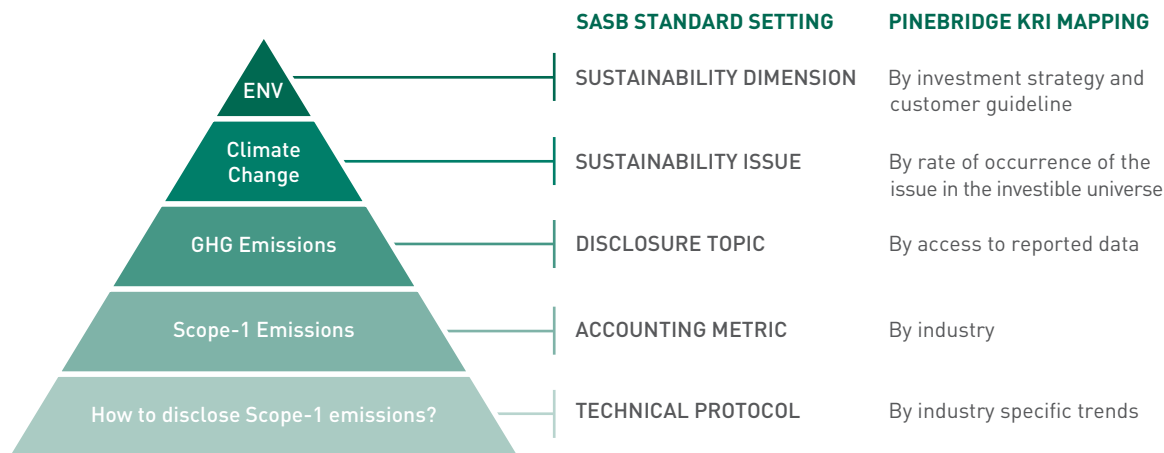 SASB STANDARD SETTING
PINEBRIDGE KRI MAPPING
ENV
SUSTAINABILITY DIMENSION
By investment strategy and
customer guideline
Climate
Change
SUSTAINABILITY ISSUE
By rate of occurrence of the
issue in the investible universe
GHG Emissions
DISCLOSURE TOPIC
By access to reported data
Scope-1 Emissions
ACCOUNTING METRIC
By industry
How to disclose Scope-1 emissions?
TECHNICAL PROTOCOL
By industry specific trends